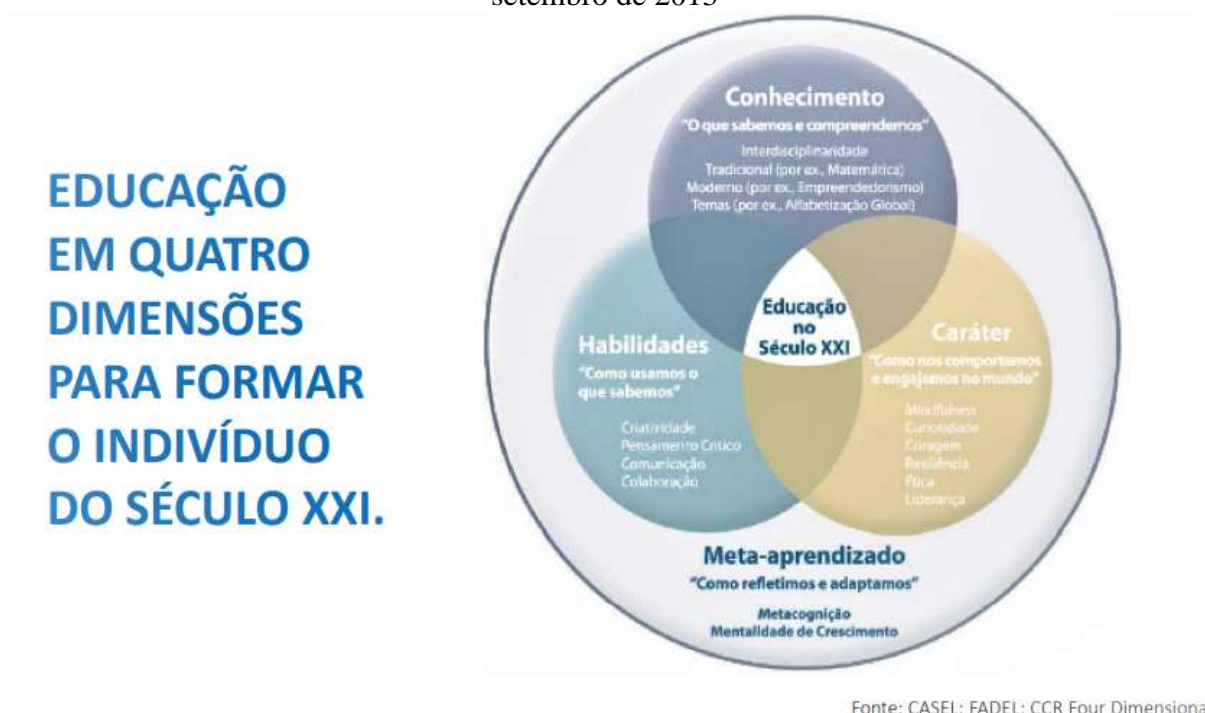 setembro de 2015
EDUCAÇÃO
EM QUATRO
DIMENSÕES
PARA FORMAR
O INDIVÍDUO
DO SÉCULO XXI.
Conhecimento
"O que sabemos e compreendemos"
Interdisciplinaridade
Tradicional (por ex., Matemática)
Moderno (por ex., Empreendedorismo)
Temas (por ex., Alfabetização Global)
Educação
no
Século XXI
Habilidades
"Como usamos o
que sabemos"
Criatividade
Pensamento Crítico
Comunicação
Colaboração
Caráter
"Como nos comportamos
e engajamos no mundo"
Mindfulness
Curiosidade
Coragem
Resiliência
Ética
Liderança
Meta-aprendizado
"Como refletimos e adaptamos"
Metacognição
Mentalidade de Crescimento
Fonte: CASEL; FADEL; CCR Four Dimensiona